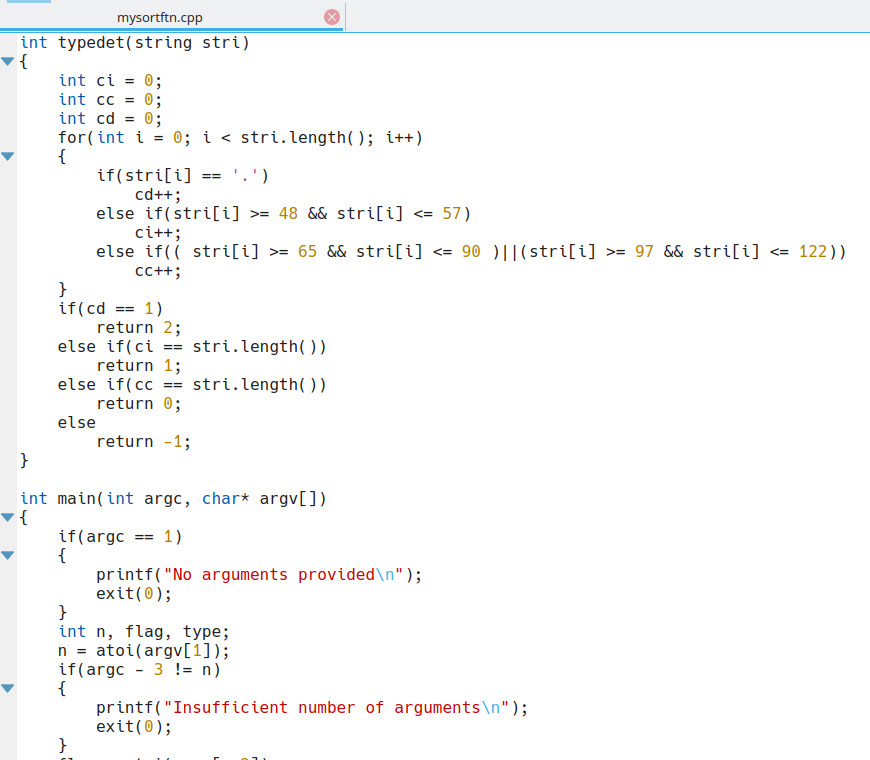 mysortftn.cpp
int typedet(string stri)
{
    int ci = 0;
    int cc = 0;
    int cd = 0;
    for(int i = 0; i < stri.length(); i++)
    {
        if(stri[i] == '.')
            cd++;
        else if(stri[i] >= 48 && stri[i] <= 57)
            ci++;
        else if(( stri[i] >= 65 && stri[i] <= 90 )||(stri[i] >= 97 && stri[i] <= 122))
            cc++;
    }
    if(cd == 1)
        return 2;
    else if(ci == stri.length())
        return 1;
    else if(cc == stri.length())
        return 0;
    else
        return -1;
}

int main(int argc, char* argv[])
{
    if(argc == 1)
    {
        printf("No arguments provided\n");
        exit(0);
    }
    int n, flag, type;
    n = atoi(argv[1]);
    if(argc - 3 != n)
    {
        printf("Insufficient number of arguments\n");
        exit(0);
    }